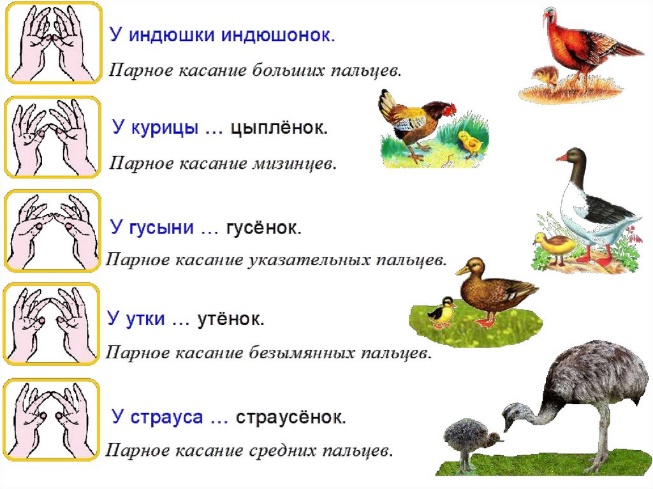 У индюшки индюшонок.
Парное касание больших пальцев.
У курицы … цыплёнок.
Парное касание мизинцев.
У гусыни … гусёнок.
Парное касание указательных пальцев.
У утки … утёнок.
Парное касание безымянных пальцев.
У страуса … страусёнок.
Парное касание средних пальцев.